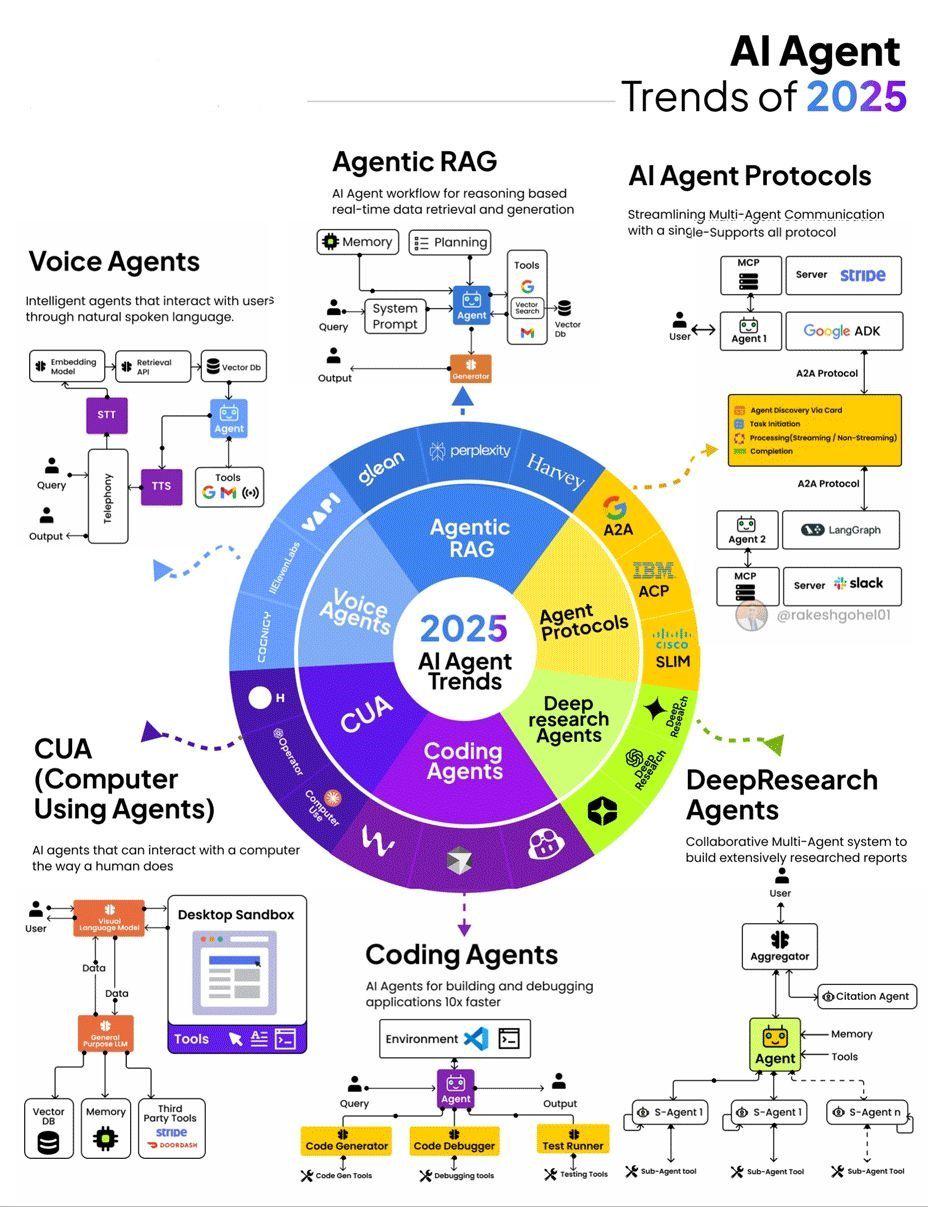 AI Agent
Trends of 2025
Agentic RAG
AI Agent workflow for reasoning based
real-time data retrieval and generation
Memory
Planning
Tools
Query
System
Prompt
Agent
Vector
Search
Vector
Db
Output
Generator
AI Agent Protocols
Streamlining Multi-Agent Communication
with a single-Supports all protocol
MCP
Server stripe
User
Agent 1
Google ADK
A2A Protocol
Agent Discovery Via Card
Task Initiation
Processing(Streaming / Non-Streaming)
Completion
A2A Protocol
Agent 2
LangGraph
MCP
Server slack
@rakeshgohel01
Voice Agents
Intelligent agents that interact with users
through natural spoken language.
Embedding
Model
Retrieval
API
Vector Db
STT
Agent
Query
Telephony
TTS
Tools
Output
glean
perplexity
Harvey
A2A
IBM
ACP
CISCO
SLIM
Deep
Research
Deep
Research
Computer
Use
Operator
H
COGNIGY
IIElevenLabs
VAPI
Agentic
RAG
Agent
Protocols
Deep
research
Agents
Coding
Agents
CUA
Voice
Agents
2025
AI Agent
Trends
CUA
(Computer
Using Agents)
AI agents that can interact with a computer
the way a human does
User
Visual
Language Model
Desktop Sandbox
Data
Data
General
Purpose LLM
Tools
Vector
DB
Memory
Third
Party Tools
stripe
DOORDASH
Coding Agents
AI Agents for building and debugging
applications 10x faster
Environment
Query
Agent
Output
Code Generator
Code Debugger
Test Runner
Code Gen Tools
Debugging tools
Testing Tools
DeepResearch
Agents
Collaborative Multi-Agent system to
build extensively researched reports
User
Aggregator
Citation Agent
Agent
Memory
Tools
S-Agent 1
S-Agent 1
S-Agent n
Sub-Agent tool
Sub-Agent Tool
Sub-Agent Tool